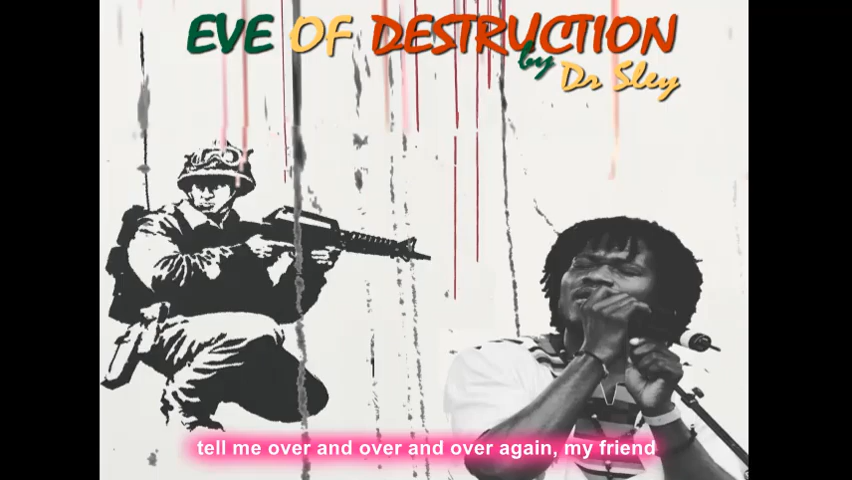 EVE OF DESTRUCTION
by
Dr Sley
tell me over and over and over again, my friend